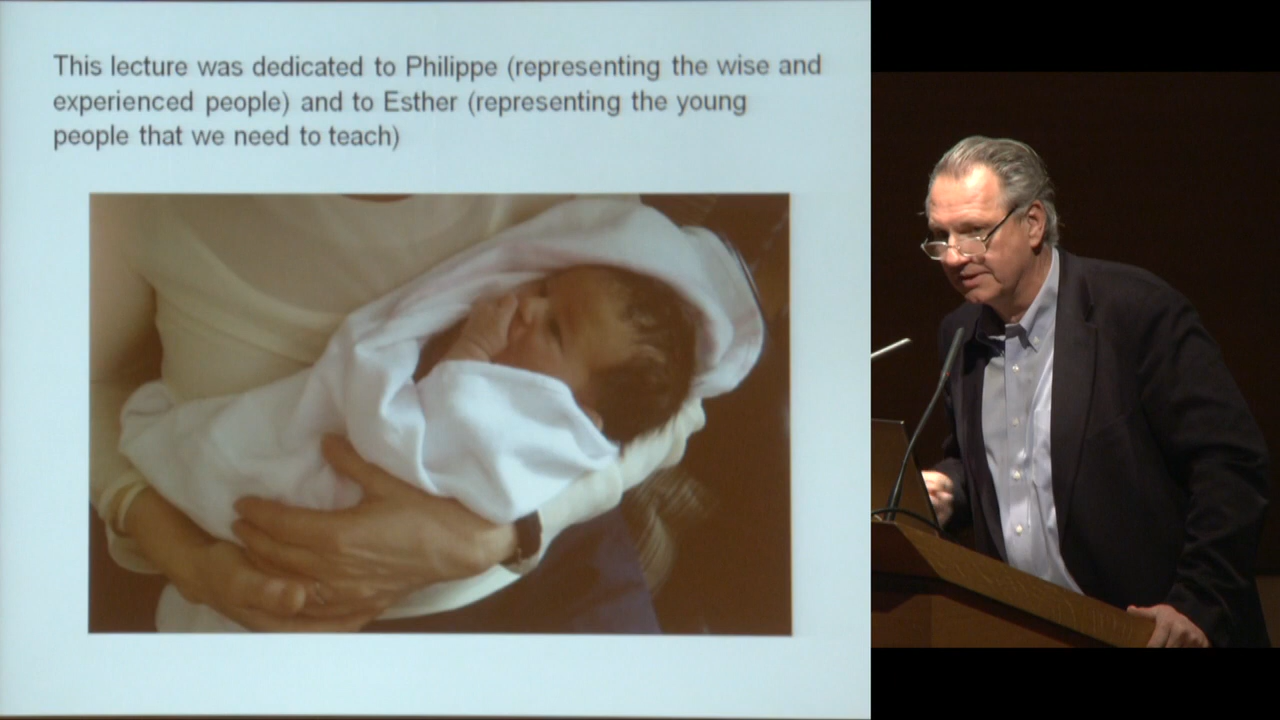 This lecture was dedicated to Philippe (representing the wise and
experienced people) and to Esther (representing the young
people that we need to teach)